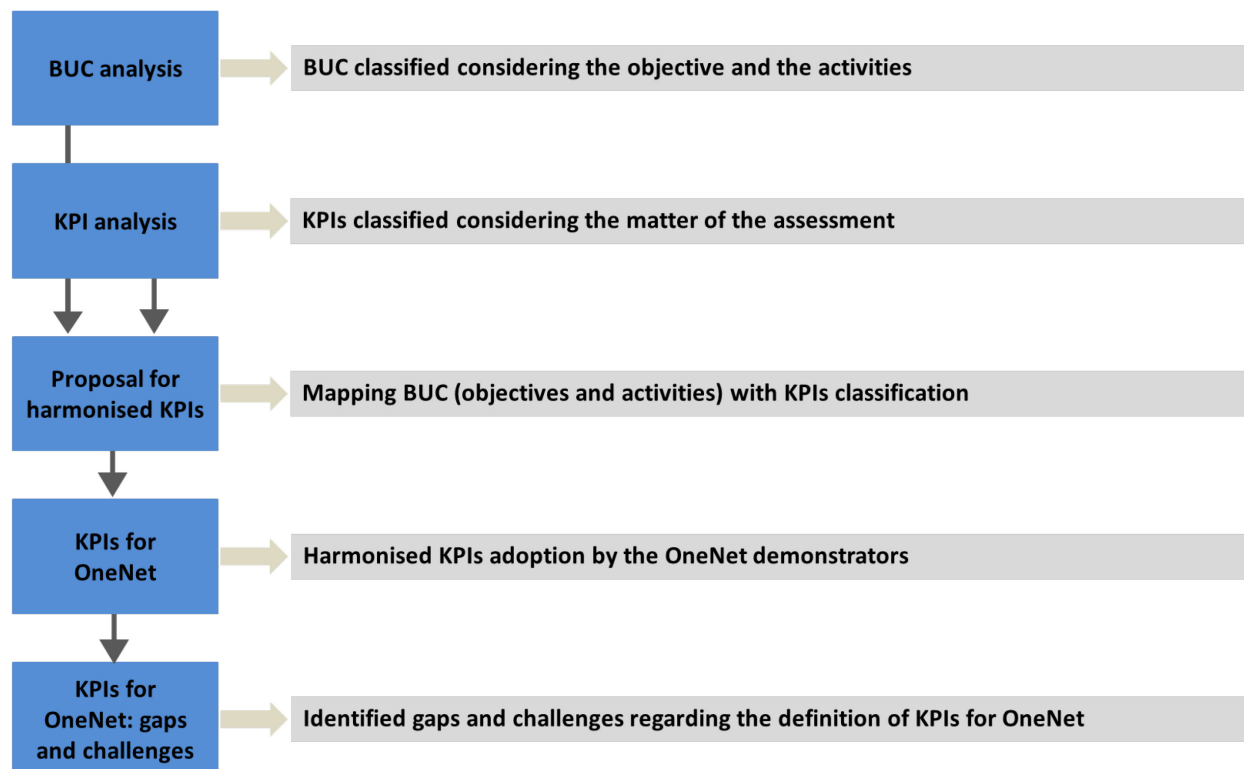 BUC analysis
BUC classified considering the objective and the activities
KPI analysis
KPIs classified considering the matter of the assessment
Proposal for
harmonised KPIs
Mapping BUC (objectives and activities) with KPIs classification
KPIs for
OneNet
Harmonised KPIs adoption by the OneNet demonstrators
KPIs for
OneNet: gaps
and challenges
Identified gaps and challenges regarding the definition of KPIs for OneNet